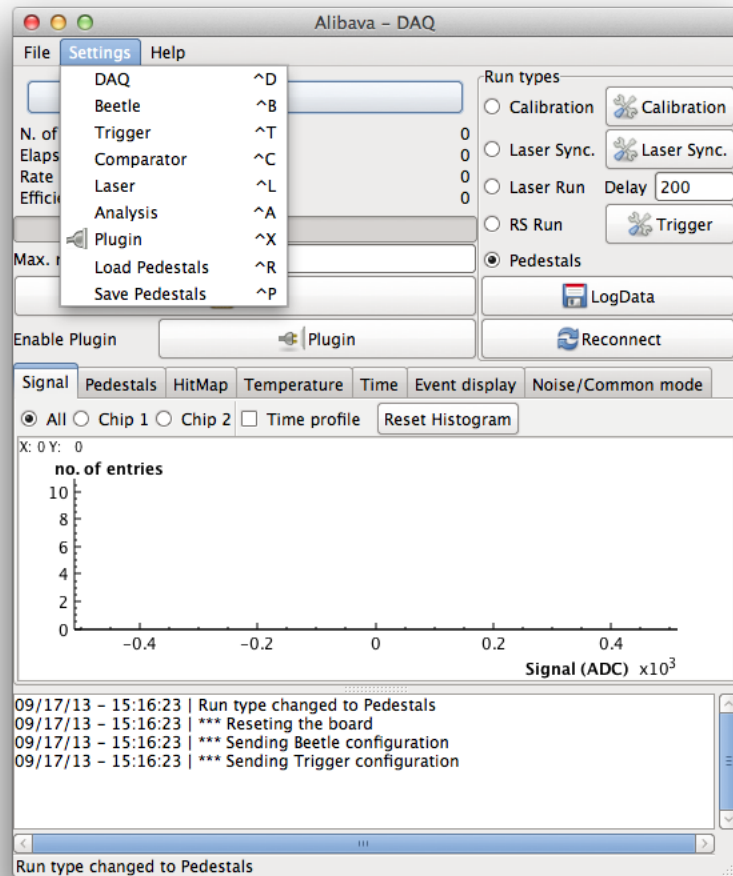 Alibava – DAQ
File Settings Help
DAQ ^D
Beetle ^B
Trigger ^T
Comparator ^C
Laser ^L
Analysis ^A
Plugin ^X
Load Pedestals ^R
Save Pedestals ^P
N. of 0
Elaps 0
Rate 0
Effici 0
Max.
Enable Plugin Plugin
Run types
Calibration Calibration
Laser Sync. Laser Sync.
Laser Run Delay 200
RS Run Trigger
Pedestals
LogData
Reconnect
Signal Pedestals HitMap Temperature Time Event display Noise/Common mode
All Chip 1 Chip 2 Time profile Reset Histogram
X: 0 Y: 0
no. of entries
10
8
6
4
2
0
−0.4 −0.2 0 0.2 0.4
Signal (ADC) x10³
09/17/13 – 15:16:23 | Run type changed to Pedestals
09/17/13 – 15:16:23 | *** Reseting the board
09/17/13 – 15:16:23 | *** Sending Beetle configuration
09/17/13 – 15:16:23 | *** Sending Trigger configuration
Run type changed to Pedestals